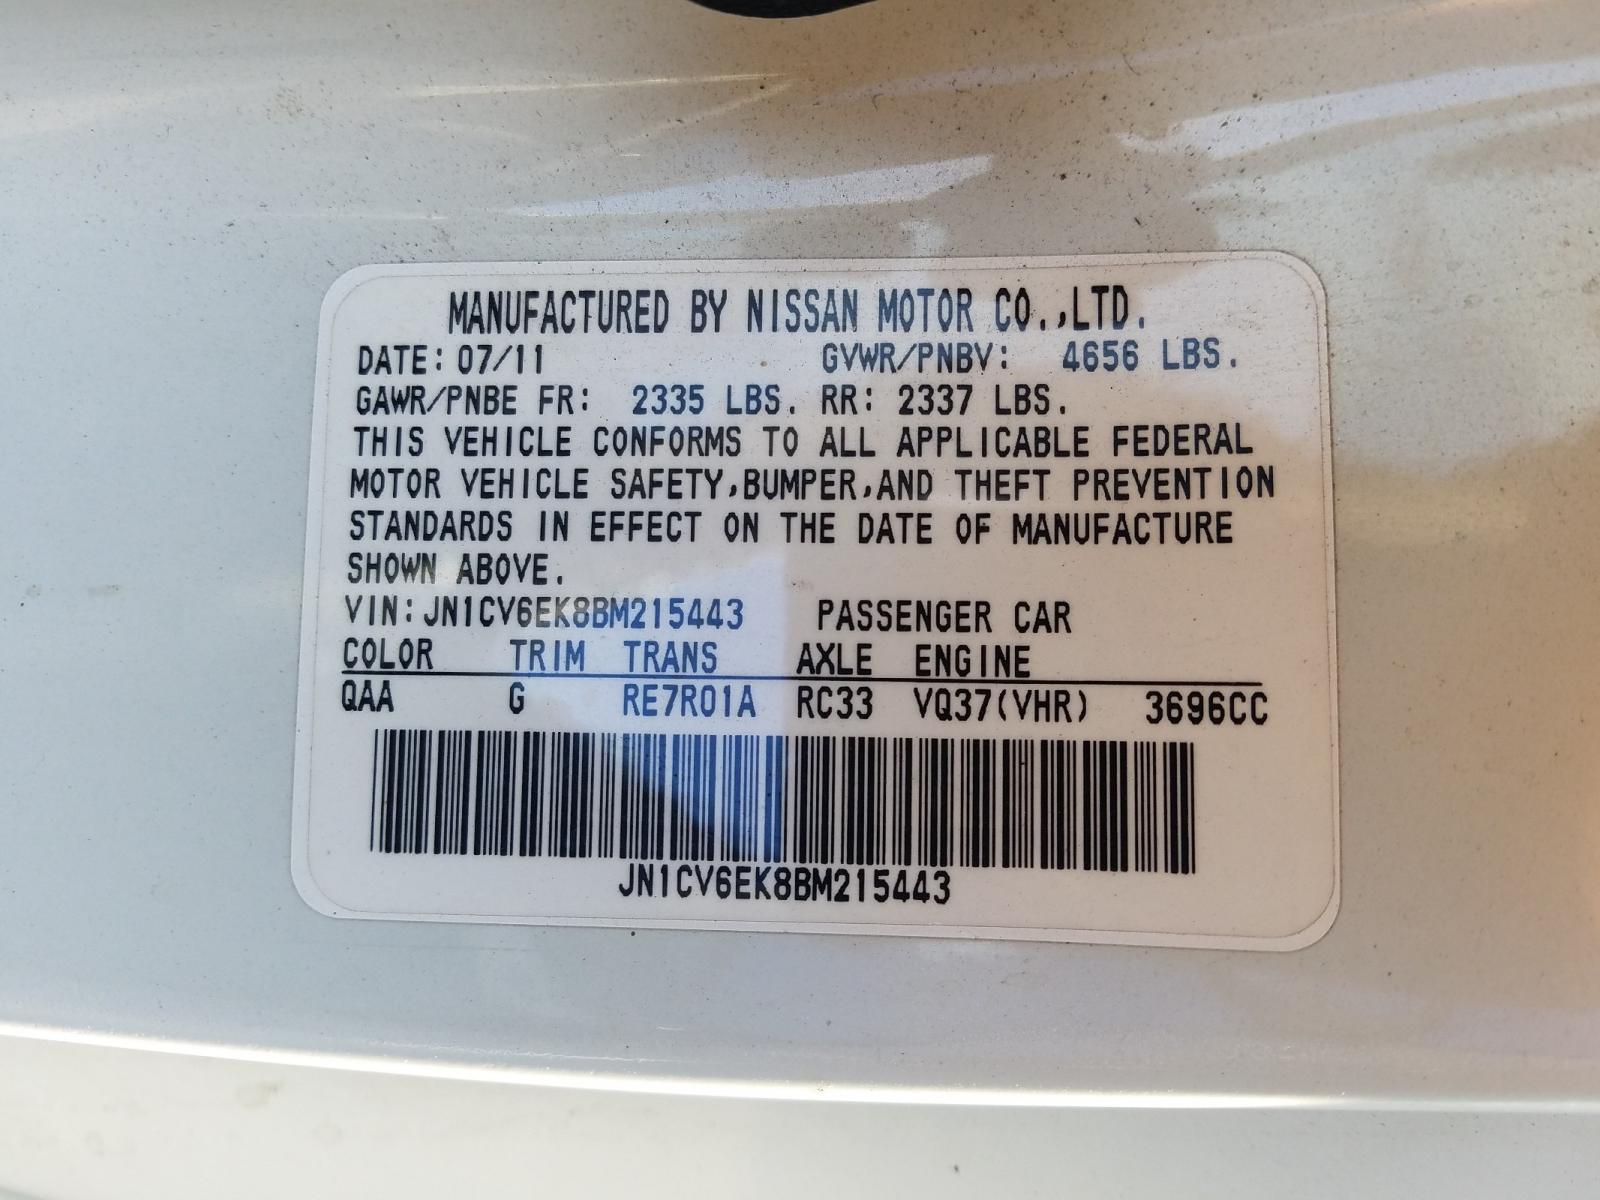 MANUFACTURED BY NISSAN MOTOR CO.,LTD.
DATE: 07/11 GVWR/PNBV: 4656 LBS.
GAWR/PNBE FR: 2335 LBS. RR: 2337 LBS.
THIS VEHICLE CONFORMS TO ALL APPLICABLE FEDERAL
MOTOR VEHICLE SAFETY,BUMPER,AND THEFT PREVENTION
STANDARDS IN EFFECT ON THE DATE OF MANUFACTURE
SHOWN ABOVE.
VIN: JN1CV6EK8BM215443 PASSENGER CAR
COLOR TRIM TRANS AXLE ENGINE
QAA G RE7R01A RC33 VQ37(VHR) 3696CC
JN1CV6EK8BM215443